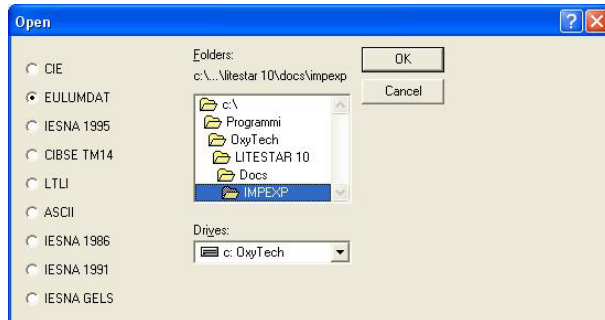 Open
CIE
EULUMDAT
IESNA 1995
CIBSE TM14
LTLI
ASCII
IESNA 1986
IESNA 1991
IESNA GELS
Folders:
c:\...\litestar 10\docs\impexp
c:\
Programmi
OxyTech
LITESTAR 10
Docs
IMPEXP
Drives:
c: OxyTech
OK
Cancel